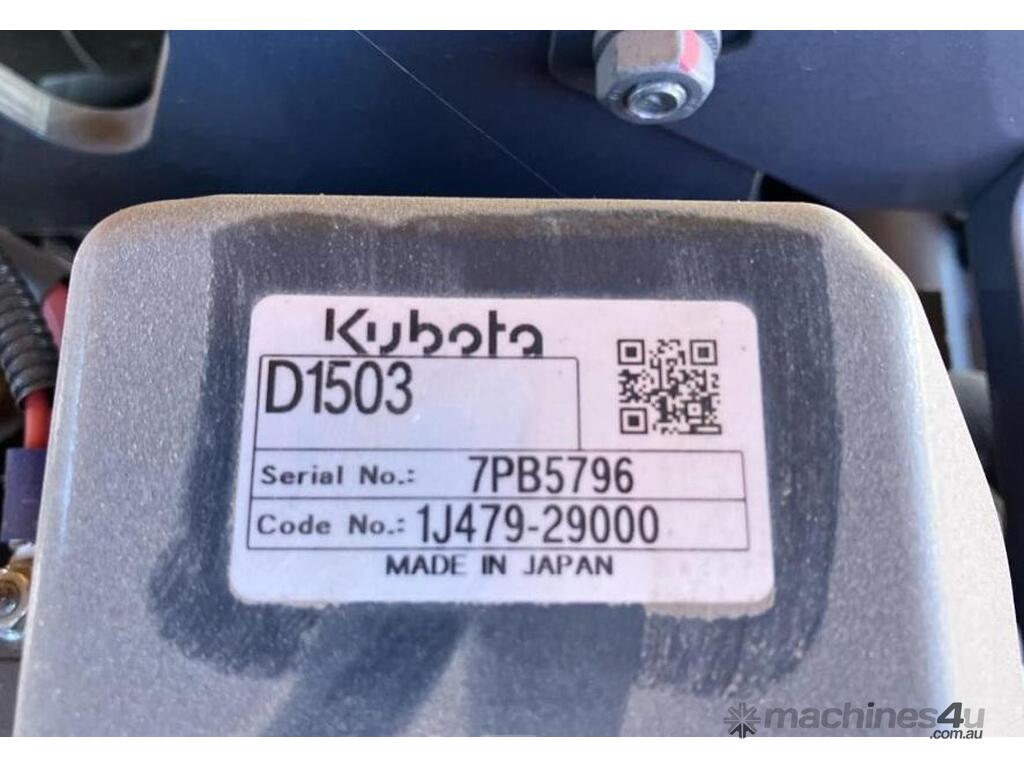 Kubota
D1503
Serial No.: 7PB5796
Code No.: 1J479-29000
MADE IN JAPAN
machines4u
.com.au